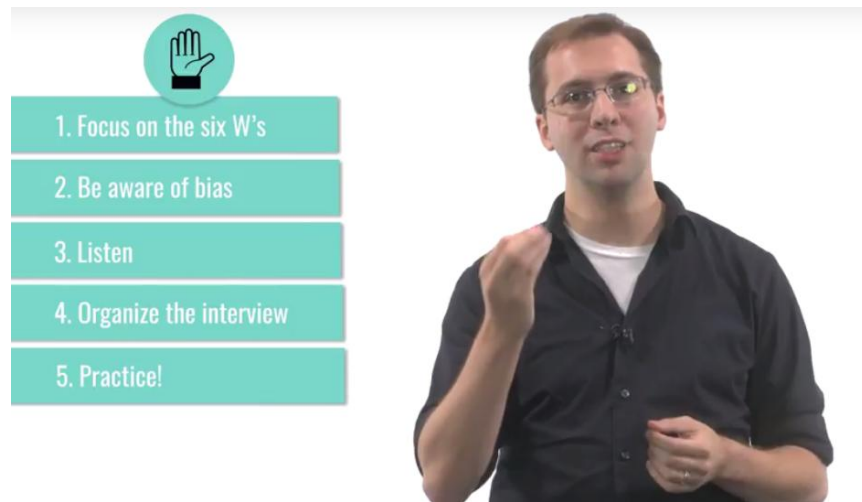 1. Focus on the six W's
2. Be aware of bias
3. Listen
4. Organize the interview
5. Practice!